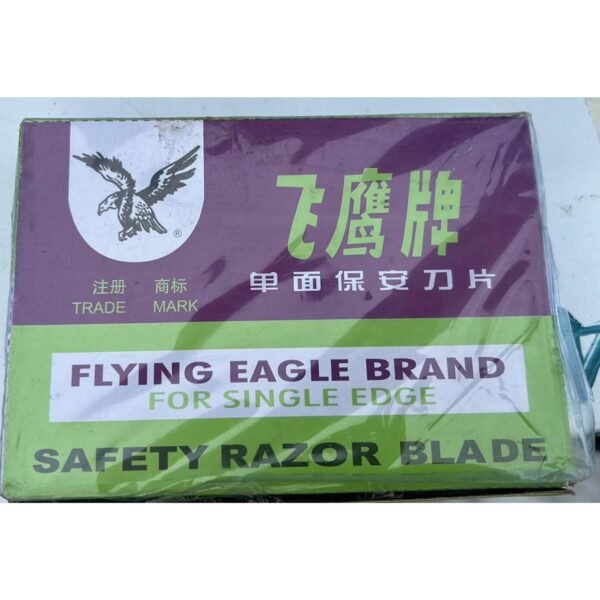 ®
飞鹰牌
单面保安刀片
注册 商标
TRADE MARK
FLYING EAGLE BRAND
FOR SINGLE EDGE
SAFETY RAZOR BLADE